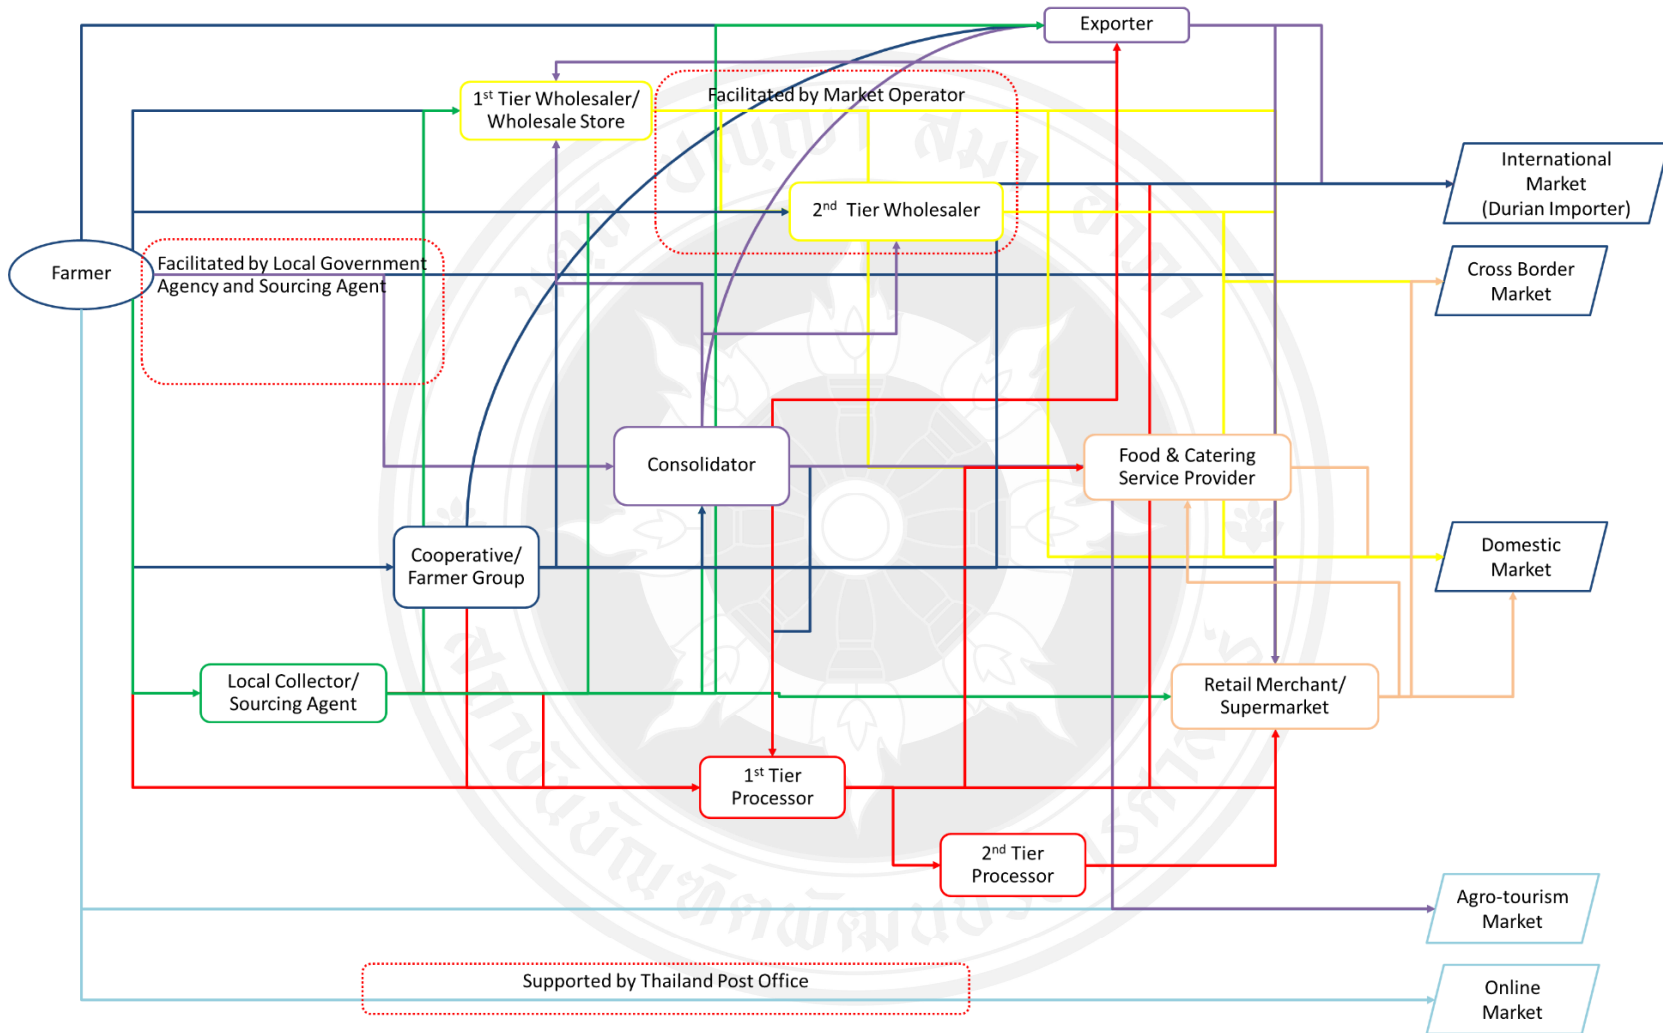 Exporter
1st Tier Wholesaler/
Wholesale Store
Facilitated by Market Operator
International
Market
(Durian Importer)
2nd Tier Wholesaler
Farmer
Facilitated by Local Government
Agency and Sourcing Agent
Cross Border
Market
Consolidator
Food & Catering
Service Provider
Cooperative/
Farmer Group
Domestic
Market
Local Collector/
Sourcing Agent
Retail Merchant/
Supermarket
1st Tier
Processor
2nd Tier
Processor
Agro-tourism
Market
Supported by Thailand Post Office
Online
Market